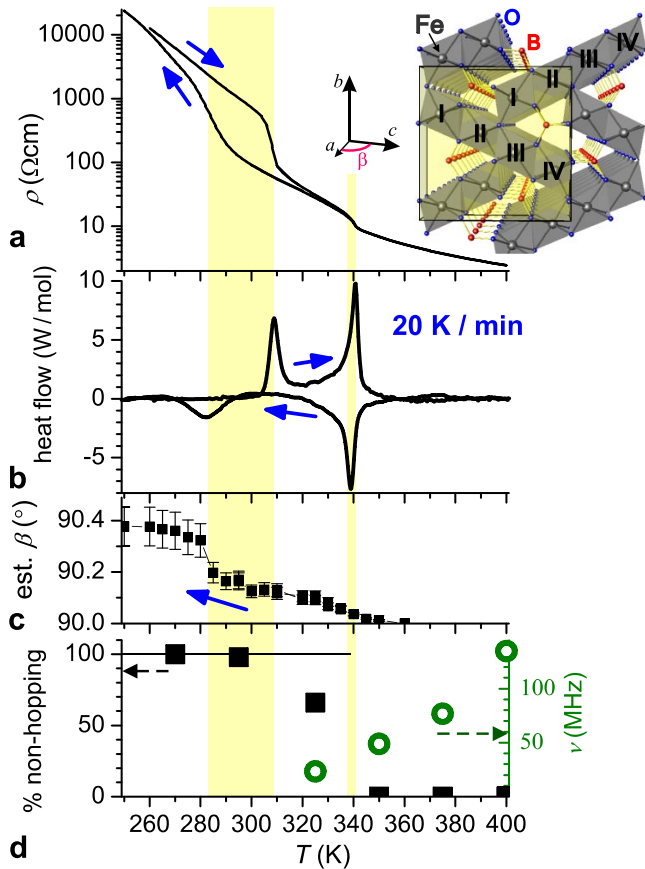 10000
1000
100
10
ρ (Ωcm)
a
Fe
O
B
I
II
III
IV
I
II
III
IV
b
a
c
β
10
5
0
-5
heat flow (W / mol)
20 K / min
b
90.4
90.2
90.0
est. β (°)
c
100
50
0
% non-hopping
100
50
ν (MHz)
260 280 300 320 340 360 380 400
T (K)
d